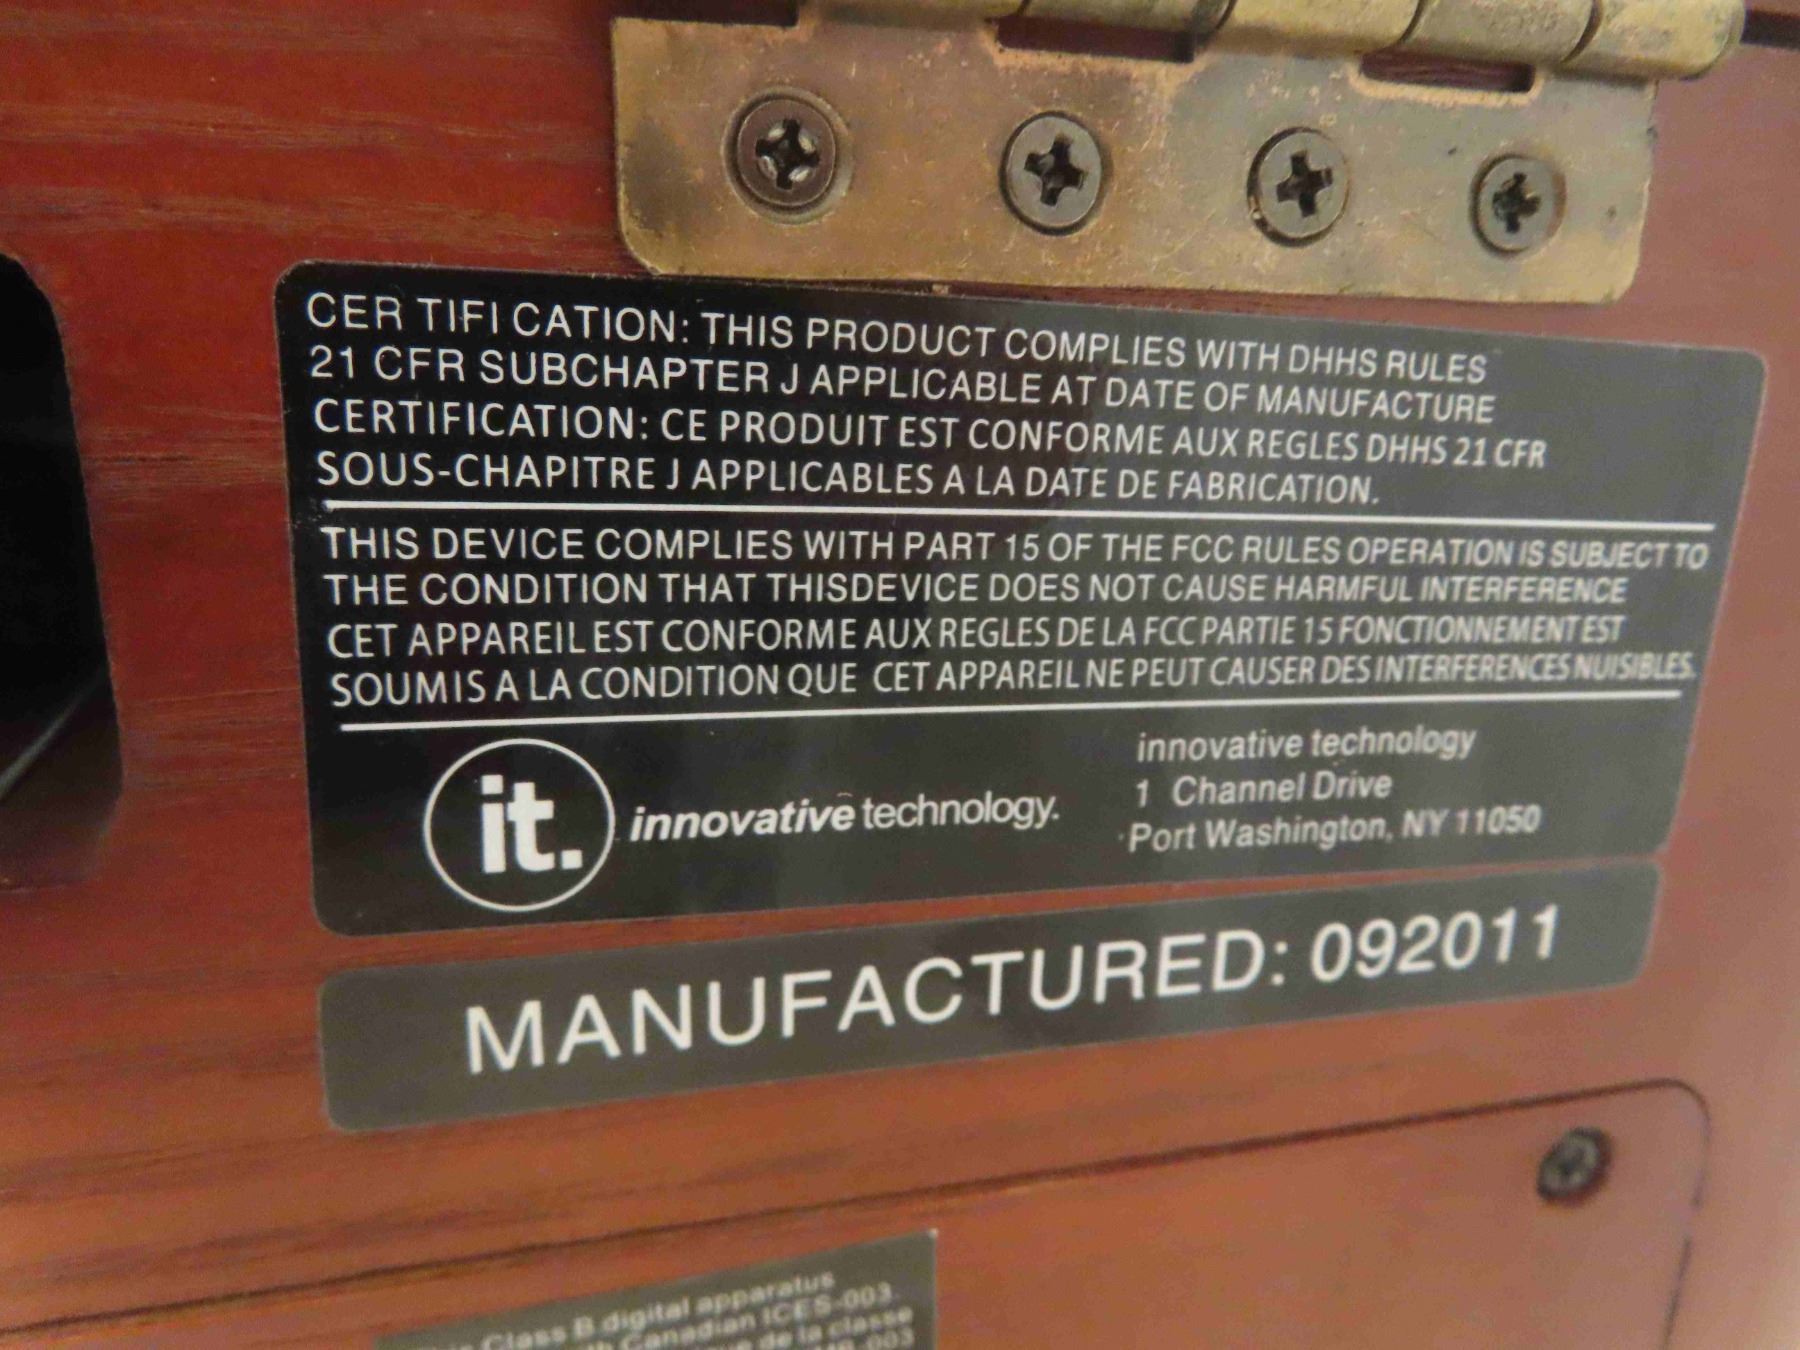 CER TIFI CATION: THIS PRODUCT COMPLIES WITH DHHS RULES
21 CFR SUBCHAPTER J APPLICABLE AT DATE OF MANUFACTURE
CERTIFICATION: CE PRODUIT EST CONFORME AUX REGLES DHHS 21 CFR
SOUS-CHAPITRE J APPLICABLES A LA DATE DE FABRICATION.
THIS DEVICE COMPLIES WITH PART 15 OF THE FCC RULES OPERATION IS SUBJECT TO
THE CONDITION THAT THISDEVICE DOES NOT CAUSE HARMFUL INTERFERENCE
CET APPAREIL EST CONFORME AUX REGLES DE LA FCC PARTIE 15 FONCTIONNEMENT EST
SOUMIS A LA CONDITION QUE CET APPAREIL NE PEUT CAUSER DES INTERFERENCES NUISIBLES.
it. innovative technology.
innovative technology
1 Channel Drive
Port Washington, NY 11050
MANUFACTURED: 092011
Class B digital apparatus
Canadian ICES-003.
de la classe
-003